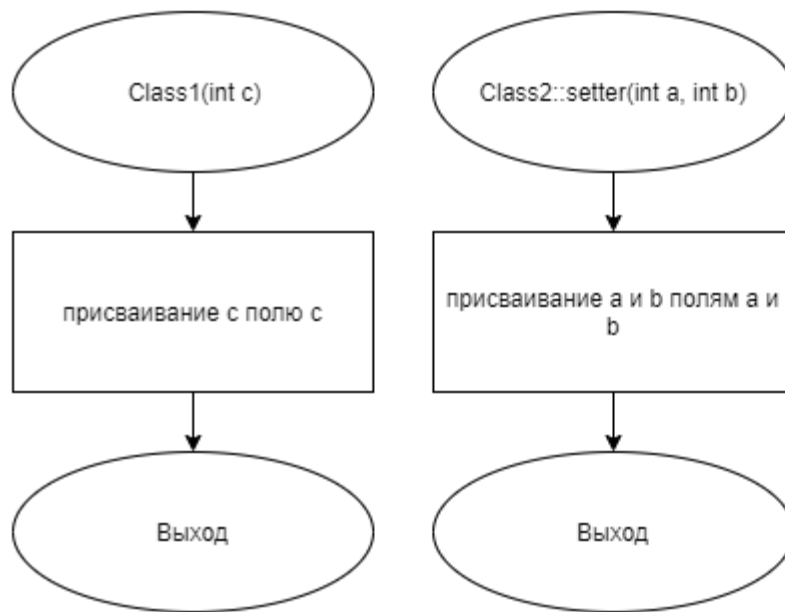 Class1(int c)
присваивание с полю с
Выход
Class2::setter(int a, int b)
присваивание a и b полям a и
b
Выход